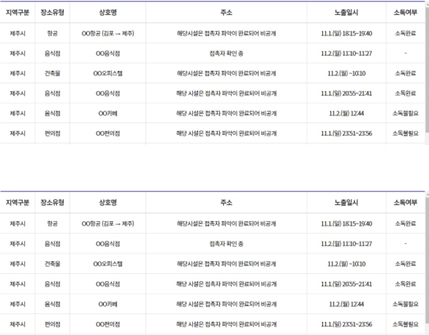 지역구분 장소유형 상호명 주소 노출일시 소독여부
제주시 항공 OO항공 (김포 → 제주) 해당시설은 접촉자 파악이 완료되어 비공개 11.1.(일) 18:15~19:40 소독완료
제주시 음식점 OO음식점 접촉자 확인 중 11.2.(월) 11:10~11:27 -
제주시 건축물 OO오피스텔 해당시설은 접촉자 파악이 완료되어 비공개 11.2.(월) ~10:10 소독완료
제주시 음식점 OO음식점 해당 시설은 접촉자 파악이 완료되어 비공개 11.1.(일) 20:55~21:41 소독완료
제주시 음식점 OO카페 해당 시설은 접촉자 파악이 완료되어 비공개 11.2.(월) 12:44 소독불필요
제주시 편의점 OO편의점 해당 시설은 접촉자 파악이 완료되어 비공개 11.1.(일) 23:51~23:56 소독불필요
지역구분 장소유형 상호명 주소 노출일시 소독여부
제주시 항공 OO항공 (김포 → 제주) 해당시설은 접촉자 파악이 완료되어 비공개 11.1.(일) 18:15~19:40 소독완료
제주시 음식점 OO음식점 접촉자 확인 중 11.2.(월) 11:10~11:27 -
제주시 건축물 OO오피스텔 해당시설은 접촉자 파악이 완료되어 비공개 11.2.(월) ~10:10 소독완료
제주시 음식점 OO음식점 해당 시설은 접촉자 파악이 완료되어 비공개 11.1.(일) 20:55~21:41 소독완료
제주시 음식점 OO카페 해당 시설은 접촉자 파악이 완료되어 비공개 11.2.(월) 12:44 소독불필요
제주시 편의점 OO편의점 해당 시설은 접촉자 파악이 완료되어 비공개 11.1.(일) 23:51~23:56 소독불필요